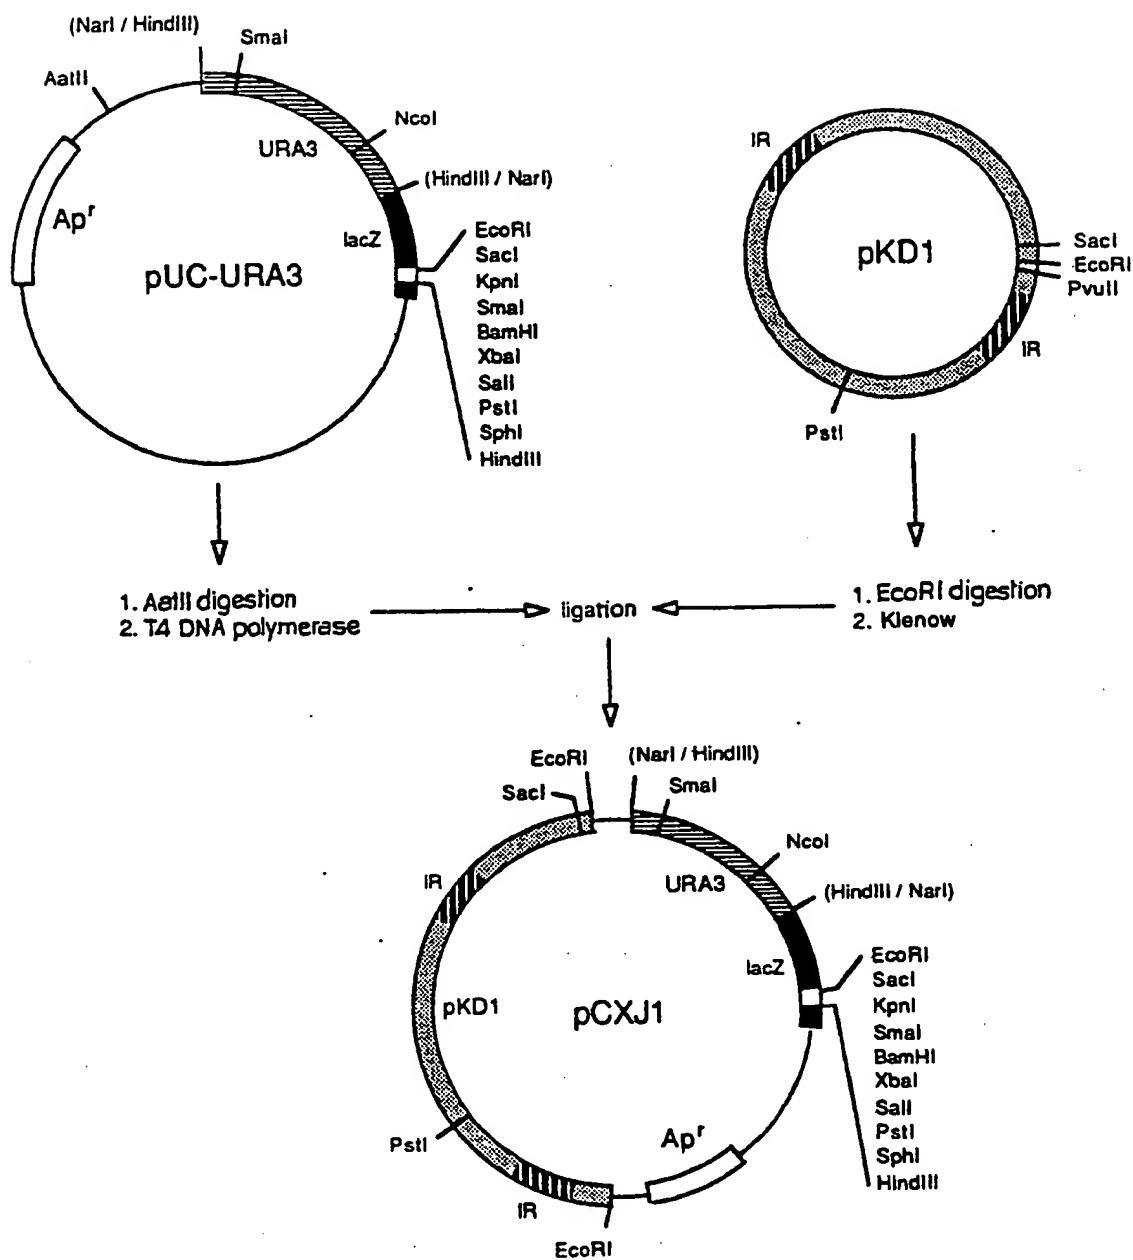 (NarI / HindIII)
SmaI
AatII
NcoI
URA3
(HindIII / NarI)
Apʳ
lacZ
pUC-URA3
EcoRI
SacI
KpnI
SmaI
BamHI
XbaI
SalI
PstI
SphI
HindIII
IR
pKD1
SacI
EcoRI
PvuII
IR
PstI
1. AatII digestion
2. T4 DNA polymerase
ligation
1. EcoRI digestion
2. Klenow
EcoRI
(NarI / HindIII)
SacI
SmaI
NcoI
IR
URA3
(HindIII / NarI)
lacZ
EcoRI
SacI
KpnI
SmaI
BamHI
XbaI
SalI
PstI
SphI
HindIII
pKD1
pCXJ1
PstI
Apʳ
IR
EcoRI